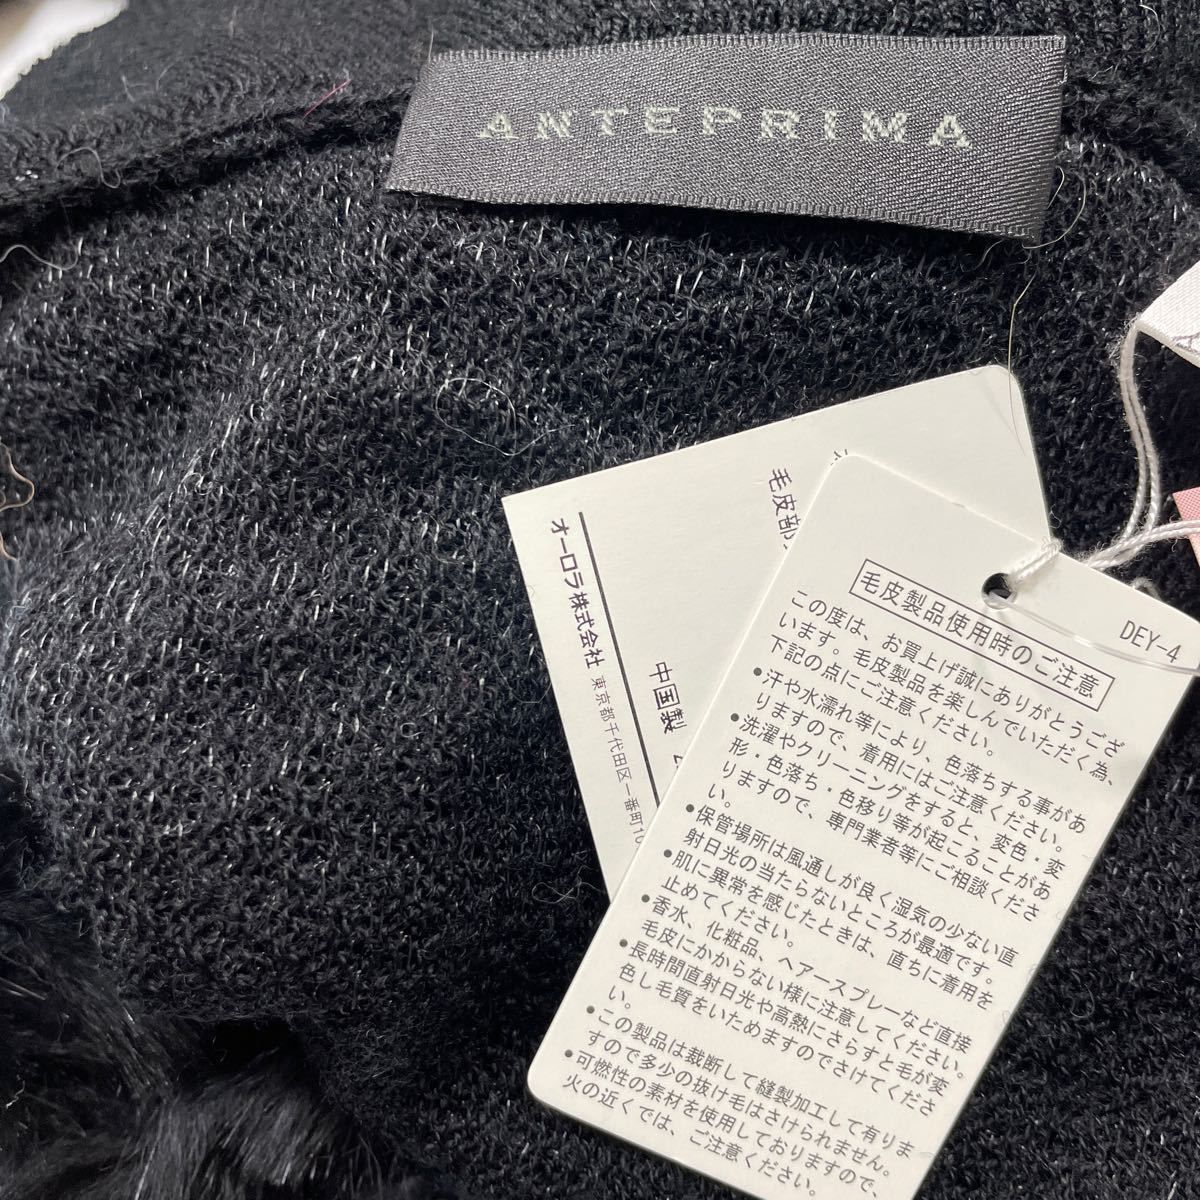 ANTEPRIMA
毛皮部
オーロラ株式会社
東京都千代田区一番町10
中国製
DEY-4
毛皮製品使用時のご注意
この度は、お買上げ誠にありがとうござ
います。毛皮製品を楽しんでいただく為、
下記の点にご注意ください。
•汗や水濡れ等により、色落ちする事があ
りますので、着用にはご注意ください。
•洗濯やクリーニングをすると、変色・変
形・色落ち・色移り等が起こることがあ
りますので、専門業者等にご相談くださ
い。
•保管場所は風通しが良く湿気の少ない直
射日光の当たらないところが最適です。
•肌に異常を感じたときは、直ちに着用を
止めてください。
•香水、化粧品、ヘアースプレーなど直接
毛皮にかからない様に注意してください。
•長時間直射日光や高熱にさらすと毛が変
色し毛質をいためますのでさけてくださ
い。
•この製品は裁断して縫製加工して有りま
すので多少の抜け毛はさけられません。
•可燃性の素材を使用しておりますので、
火の近くでは、ご注意ください。